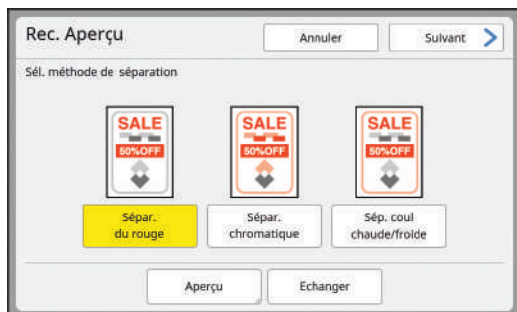 Rec. Aperçu
Annuler
Suivant
Sél. méthode de séparation
SALE
50%OFF
SALE
50%OFF
SALE
50%OFF
Sépar.
du rouge
Sépar.
chromatique
Sép. coul
chaude/froide
Aperçu
Echanger